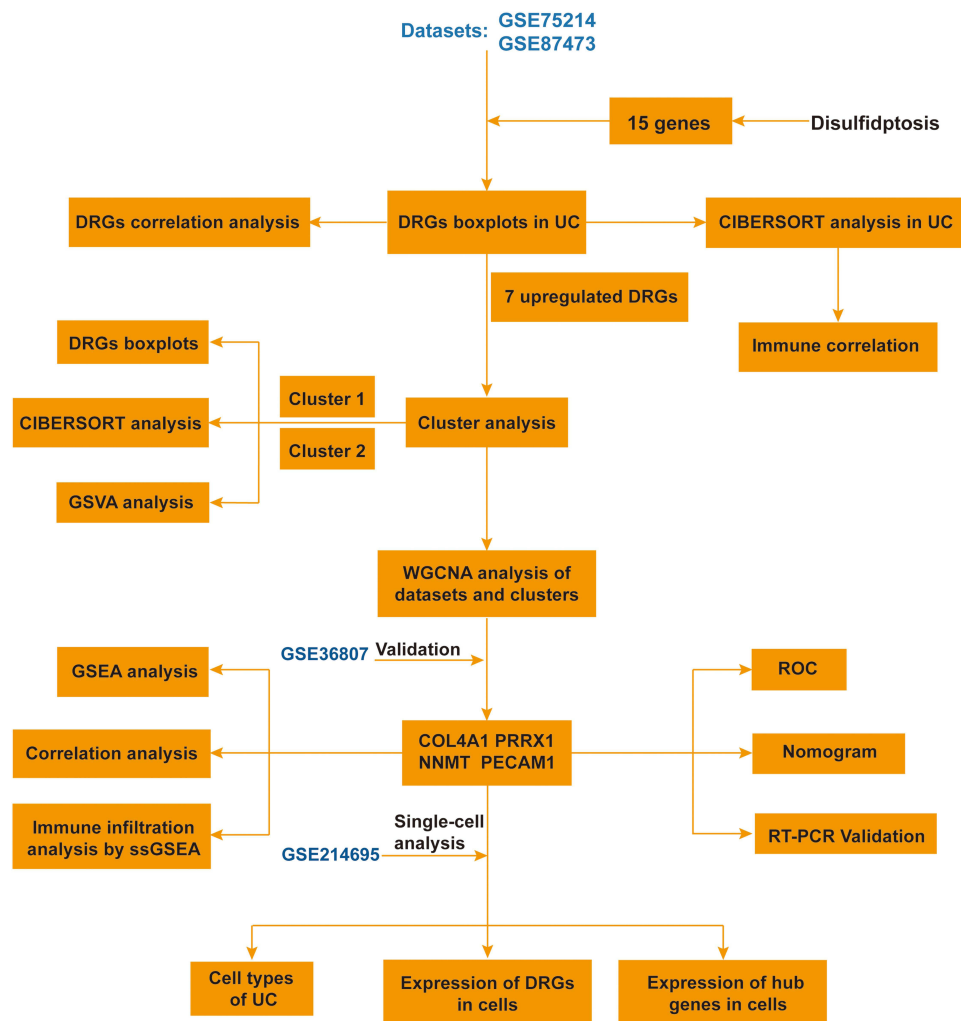 Datasets: GSE75214
GSE87473
15 genes
Disulfidptosis
DRGs correlation analysis
DRGs boxplots in UC
CIBERSORT analysis in UC
7 upregulated DRGs
Immune correlation
DRGs boxplots
Cluster 1
CIBERSORT analysis
Cluster analysis
Cluster 2
GSVA analysis
WGCNA analysis of
datasets and clusters
GSE36807
Validation
GSEA analysis
ROC
COL4A1 PRRX1
NNMT PECAM1
Correlation analysis
Nomogram
Immune infiltration
analysis by ssGSEA
Single-cell
analysis
GSE214695
RT-PCR Validation
Cell types
of UC
Expression of DRGs
in cells
Expression of hub
genes in cells